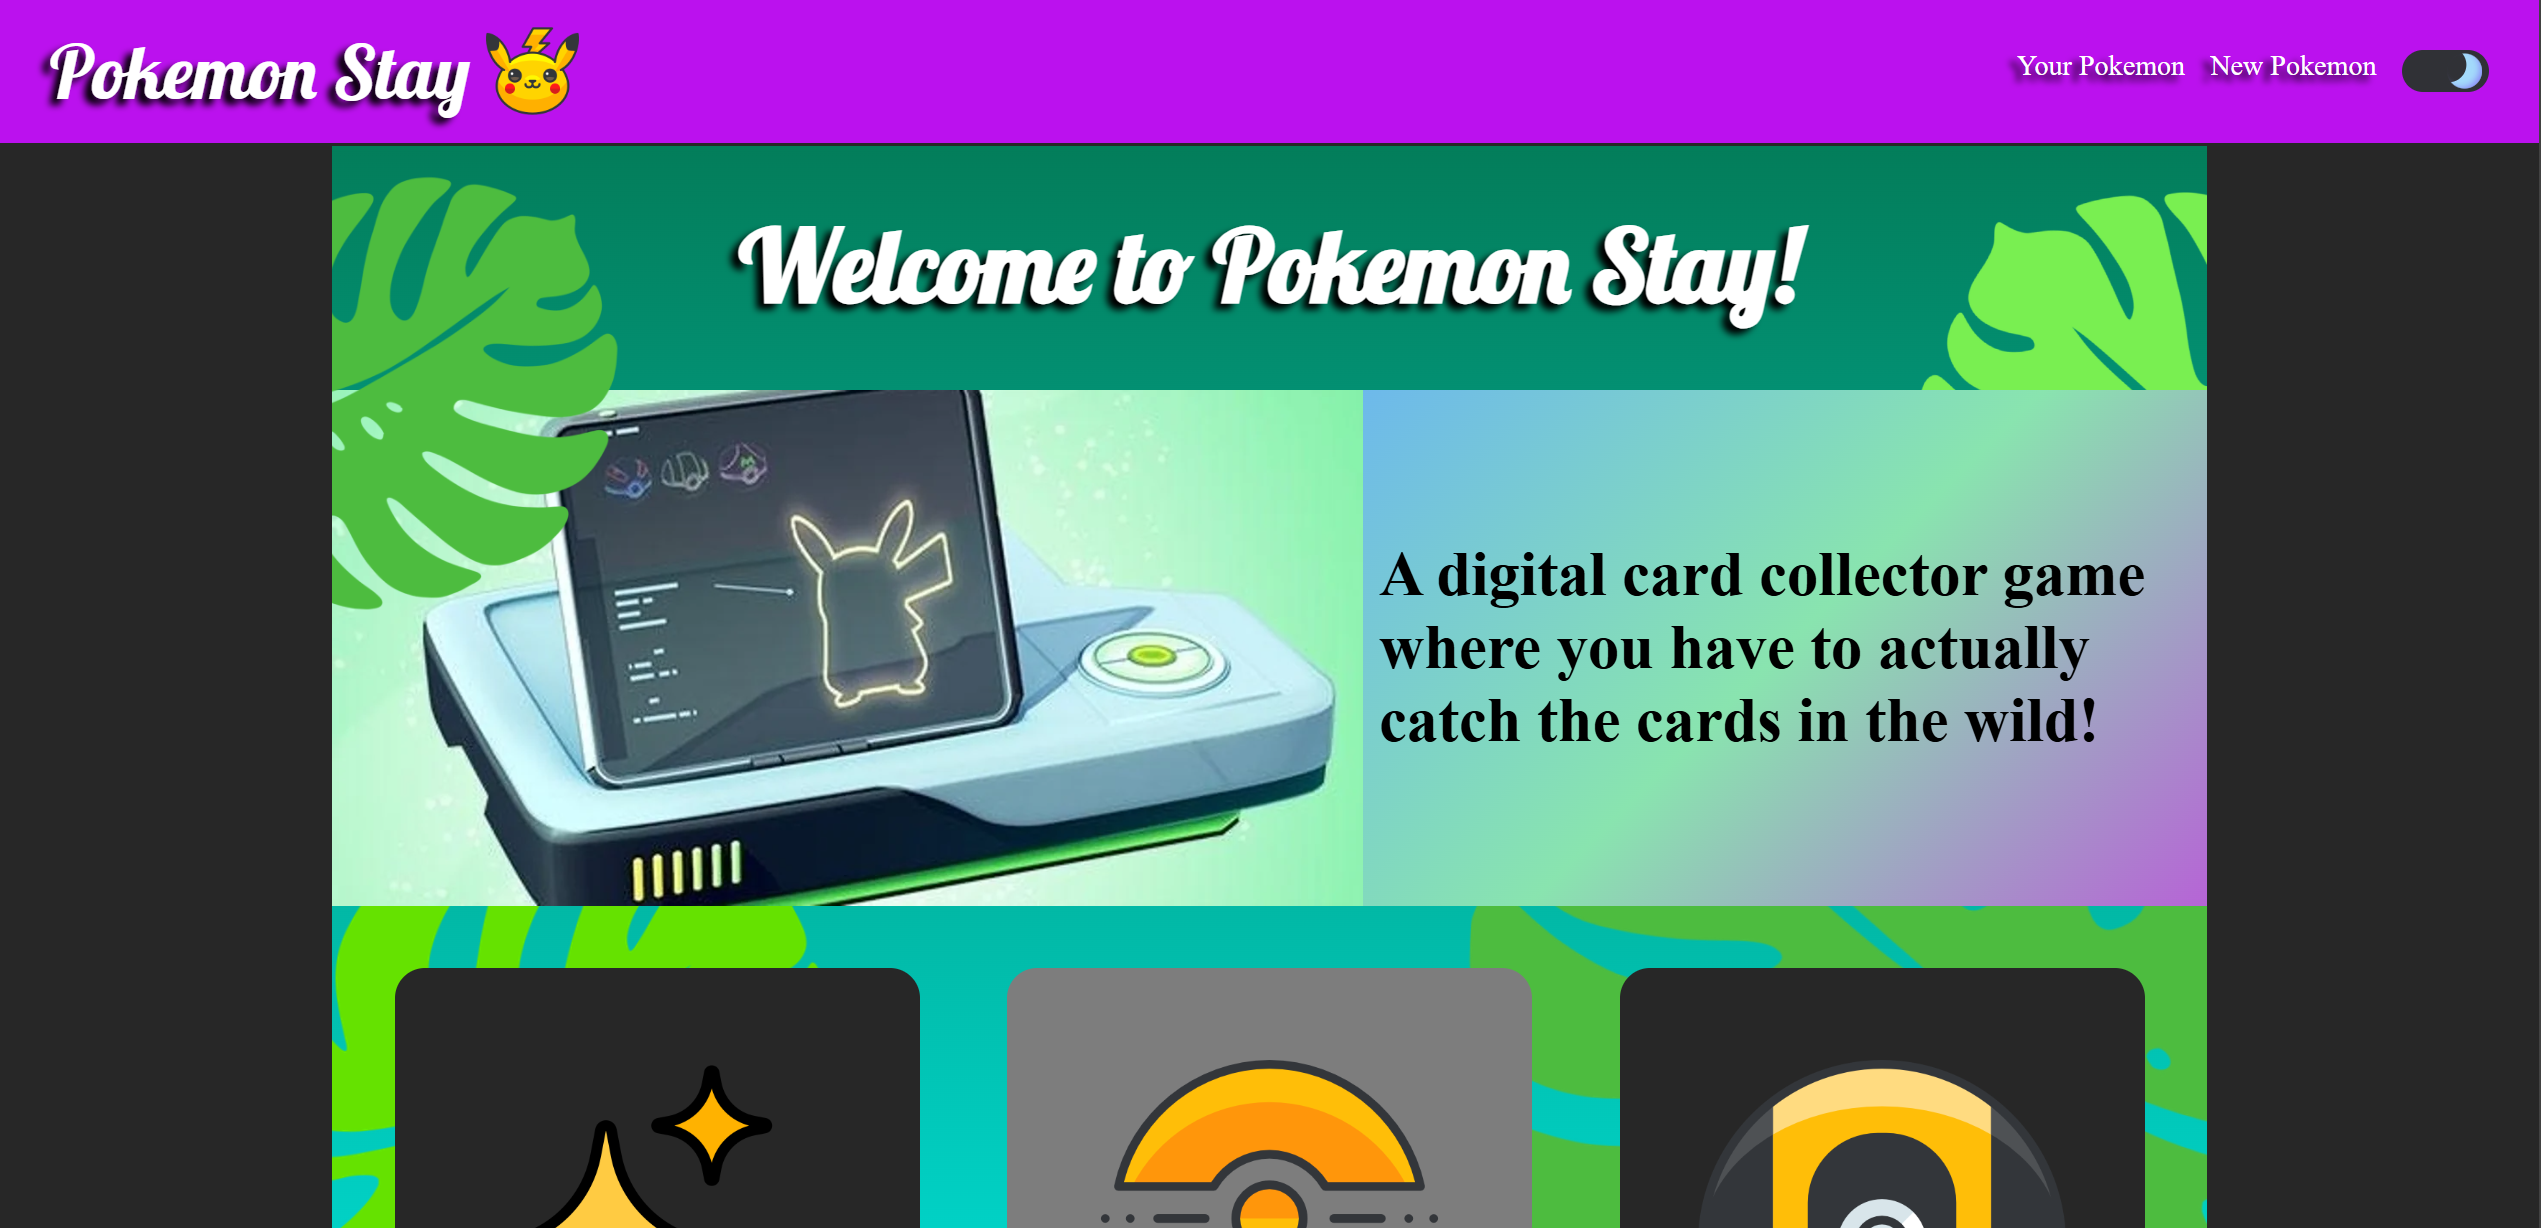 Pokemon Stay
Your Pokemon New Pokemon
Welcome to Pokemon Stay!
A digital card collector game
where you have to actually
catch the cards in the wild!